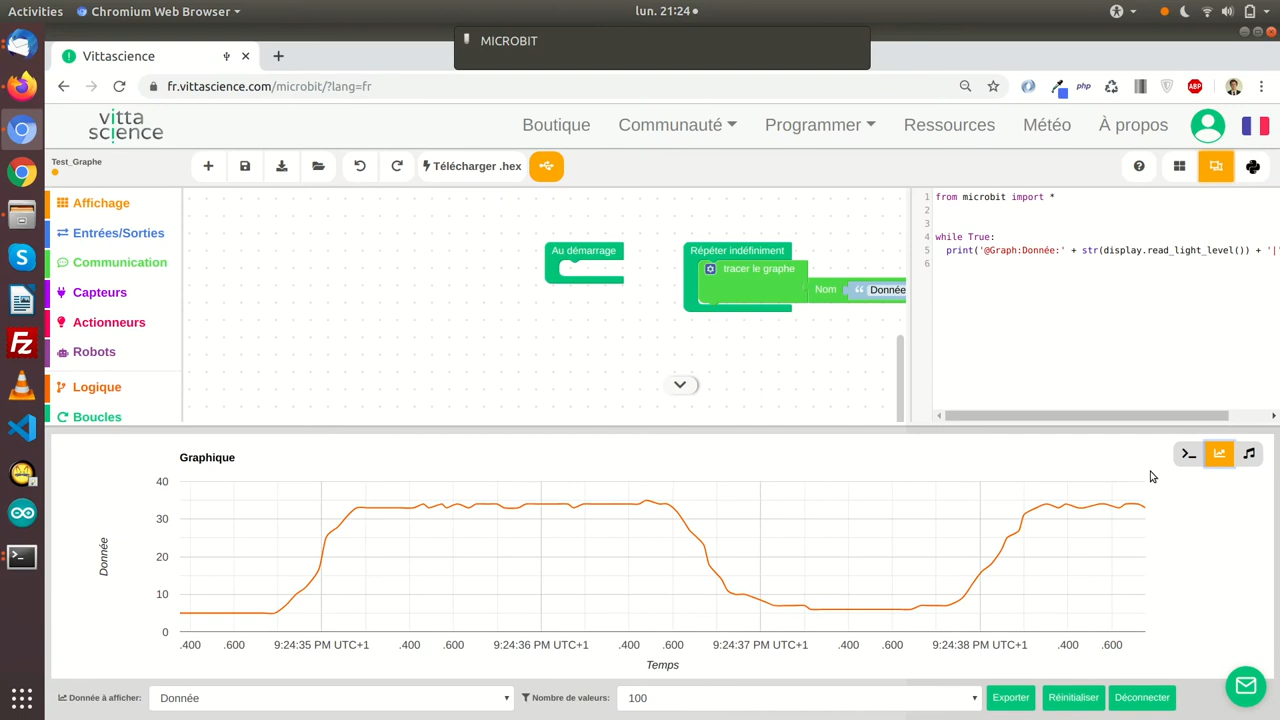 Activities Chromium Web Browser lun. 21:24
MICROBIT
Vittascience
fr.vittascience.com/microbit/?lang=fr
php ABP
vitta
science
Boutique Communauté Programmer Ressources Météo À propos
Test_Graphe
Télécharger .hex
Affichage
Entrées/Sorties
Communication
Capteurs
Actionneurs
Robots
Logique
Boucles
Au démarrage
Répéter indéfiniment
tracer le graphe
Nom “ Donnée
1 from microbit import *
2
3
4 while True:
5 print('@Graph:Donnée:' + str(display.read_light_level()) + '|'
6
Graphique
40
30
20
10
0
Donnée
.400 .600 9:24:35 PM UTC+1 .400 .600 9:24:36 PM UTC+1 .400 .600 9:24:37 PM UTC+1 .400 .600 9:24:38 PM UTC+1 .400 .600
Temps
Donnée à afficher: Donnée Nombre de valeurs: 100 Exporter Réinitialiser Déconnecter